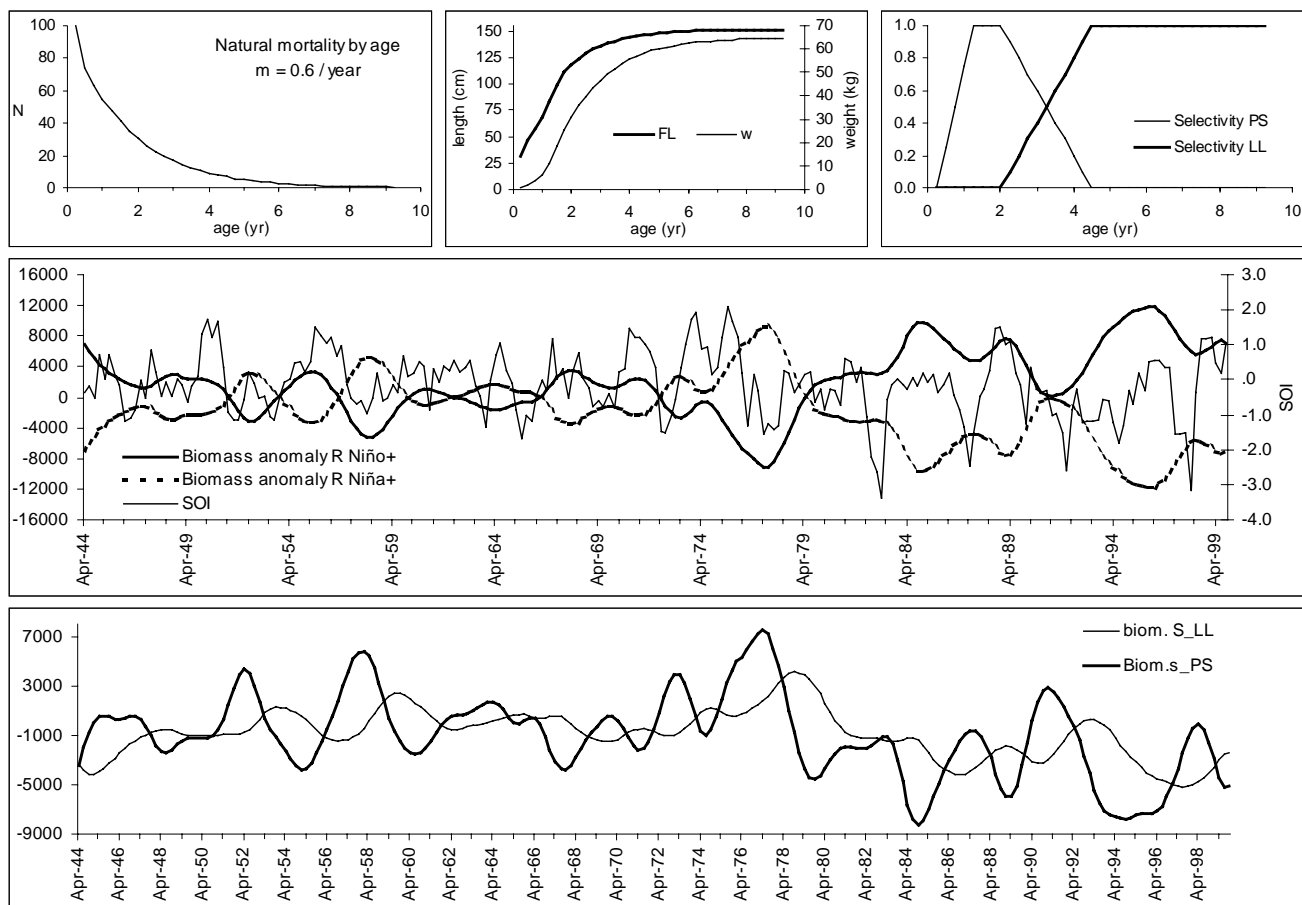 100
80
60
40
20
0
N
Natural mortality by age
m = 0.6 / year
0 2 4 6 8 10
age (yr)
150
125
100
75
50
25
0
length (cm)
FL
w
70
60
50
40
30
20
10
0
weight (kg)
0 2 4 6 8 10
age (yr)
1.0
0.8
0.6
0.4
0.2
0.0
Selectivity PS
Selectivity LL
0 2 4 6 8 10
age (yr)
16000
12000
8000
4000
0
-4000
-8000
-12000
-16000
Biomass anomaly R Niño+
Biomass anomaly R Niña+
SOI
3.0
2.0
1.0
0.0
-1.0
-2.0
-3.0
-4.0
SOI
Apr-44
Apr-49
Apr-54
Apr-59
Apr-64
Apr-69
Apr-74
Apr-79
Apr-84
Apr-89
Apr-94
Apr-99
7000
3000
-1000
-5000
-9000
biom. S_LL
Biom.s_PS
Apr-44
Apr-46
Apr-48
Apr-50
Apr-52
Apr-54
Apr-56
Apr-58
Apr-60
Apr-62
Apr-64
Apr-66
Apr-68
Apr-70
Apr-72
Apr-74
Apr-76
Apr-78
Apr-80
Apr-82
Apr-84
Apr-86
Apr-88
Apr-90
Apr-92
Apr-94
Apr-96
Apr-98